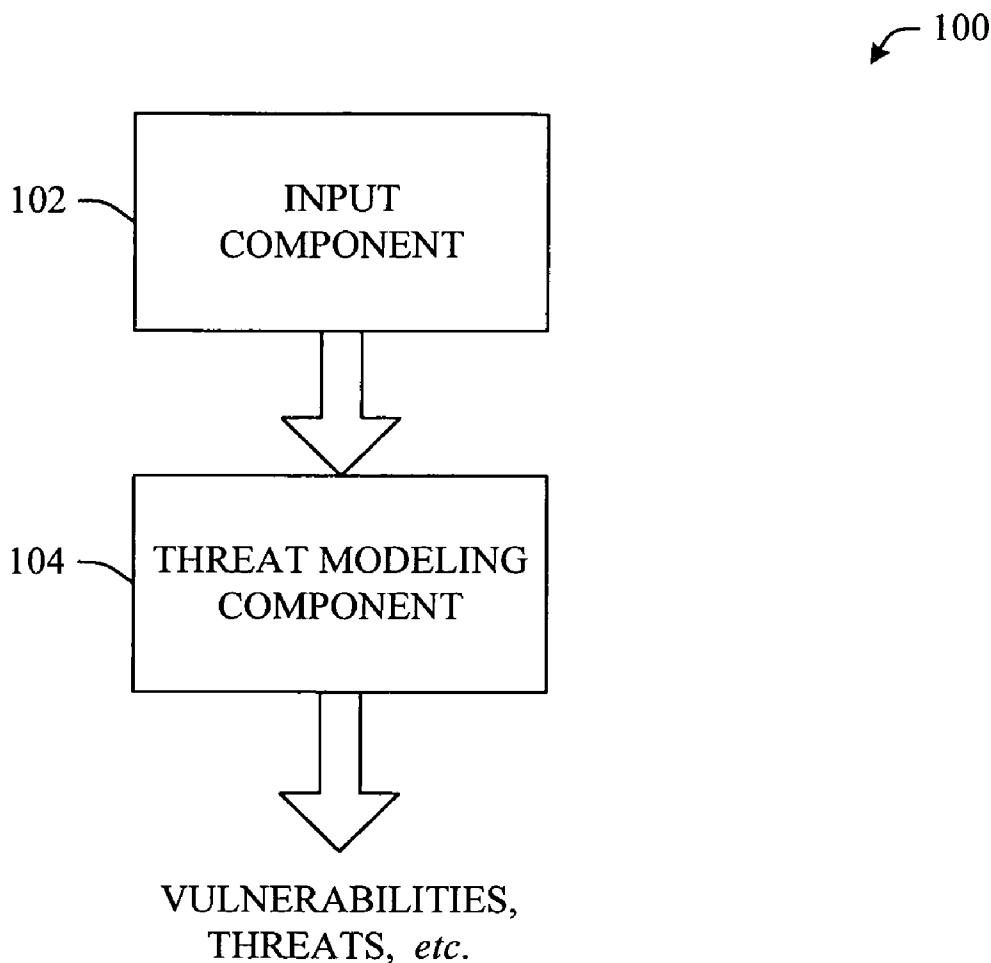 100
102
INPUT
COMPONENT
104
THREAT MODELING
COMPONENT
VULNERABILITIES,
THREATS, etc.